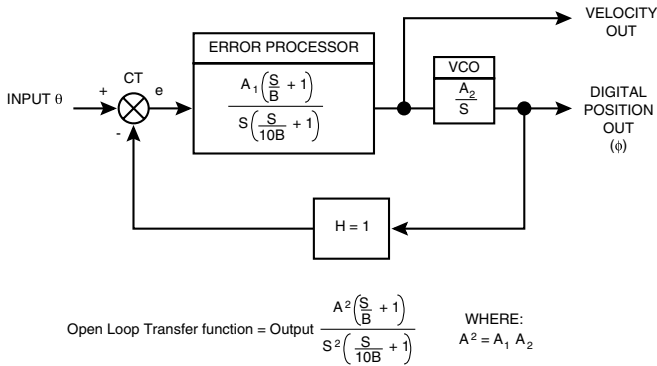 VELOCITY
OUT
ERROR PROCESSOR
CT
VCO
INPUT θ
+
e
-
A₁(S/B + 1)
S(S/10B + 1)
A₂
S
DIGITAL
POSITION
OUT
(ϕ)
H = 1
Open Loop Transfer function = Output A²(S/B + 1)
S²(S/10B + 1)
WHERE:
A² = A₁ A₂